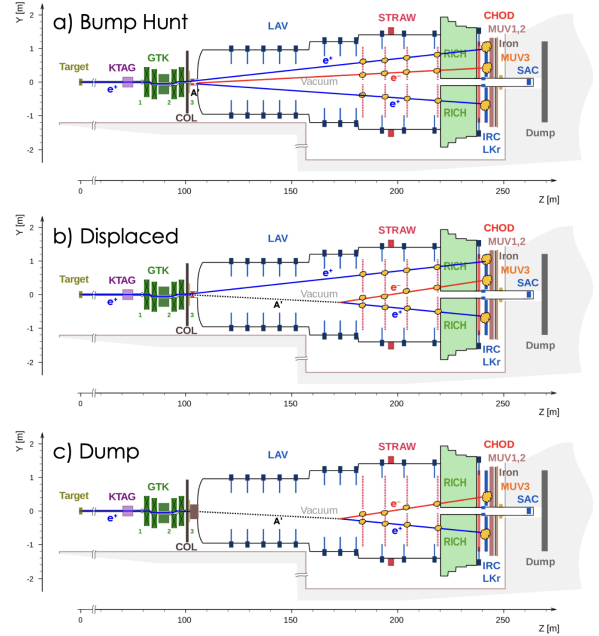 a) Bump Hunt
Y [m]
2
1
0
-1
-2
Target
KTAG
GTK
LAV
STRAW
CHOD
MUV1,2
Iron
MUV3
SAC
RICH
RICH
e⁺
e⁺
e⁻
e⁺
A'
Vacuum
1
2
3
COL
IRC
LKr
Dump
0
100
150
200
250
Z [m]
b) Displaced
Y [m]
2
1
0
-1
-2
Target
KTAG
GTK
LAV
STRAW
CHOD
MUV1,2
Iron
MUV3
SAC
RICH
RICH
e⁺
e⁺
e⁻
e⁺
A'
Vacuum
1
2
3
COL
IRC
LKr
Dump
0
100
150
200
250
Z [m]
c) Dump
Y [m]
2
1
0
-1
-2
Target
KTAG
GTK
LAV
STRAW
CHOD
MUV1,2
Iron
MUV3
SAC
RICH
RICH
e⁺
e⁻
e⁺
A'
Vacuum
1
2
3
COL
IRC
LKr
Dump
0
100
150
200
250
Z [m]